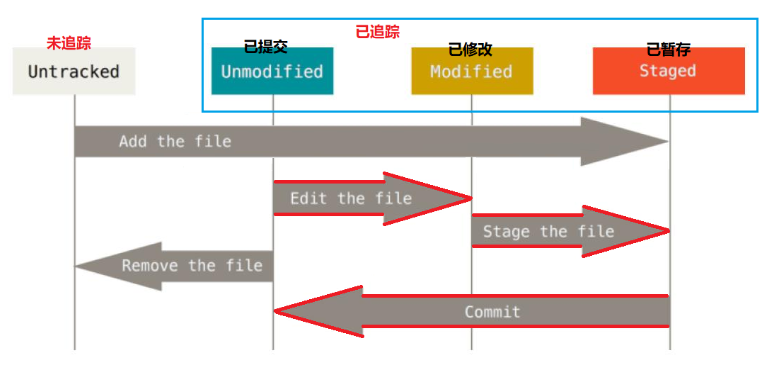 未追踪
已追踪
已提交
已修改
已暂存
Untracked
Unmodified
Modified
Staged
Add the file
Edit the file
Stage the file
Remove the file
Commit